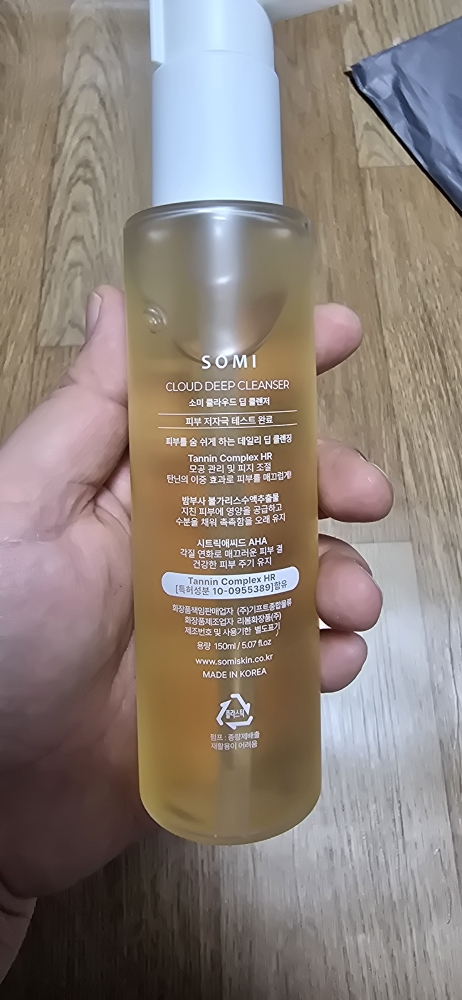 SOMI
CLOUD DEEP CLEANSER
소미 클라우드 딥 클렌저
피부 저자극 테스트 완료
피부를 숨 쉬게 하는 데일리 딥 클렌징
Tannin Complex HR
모공 관리 및 피지 조절
탄닌의 이중 효과로 피부를 매끄럽게!
밤부사 불가리스수액추출물
지친 피부에 영양을 공급하고
수분을 채워 촉촉함을 오래 유지
시트릭애씨드 AHA
각질 연화로 매끄러운 피부 결
건강한 피부 주기 유지
Tannin Complex HR
[특허성분 10-0955389]함유
화장품책임판매업자 (주)기프트종합물류
화장품제조업자 리봄화장품(주)
제조번호 및 사용기한 별도표기
용량 150ml / 5.07 fl.oz
www.somiskin.co.kr
MADE IN KOREA
플라스틱
펌프 : 종량제배출
재활용이 어려움